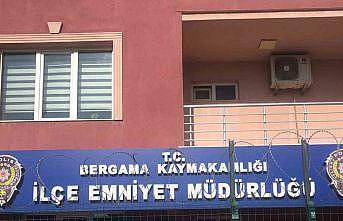 T.C.
BERGAMA KAYMAKAMLIĞI
İLÇE EMNİYET MÜDÜRLÜĞÜ